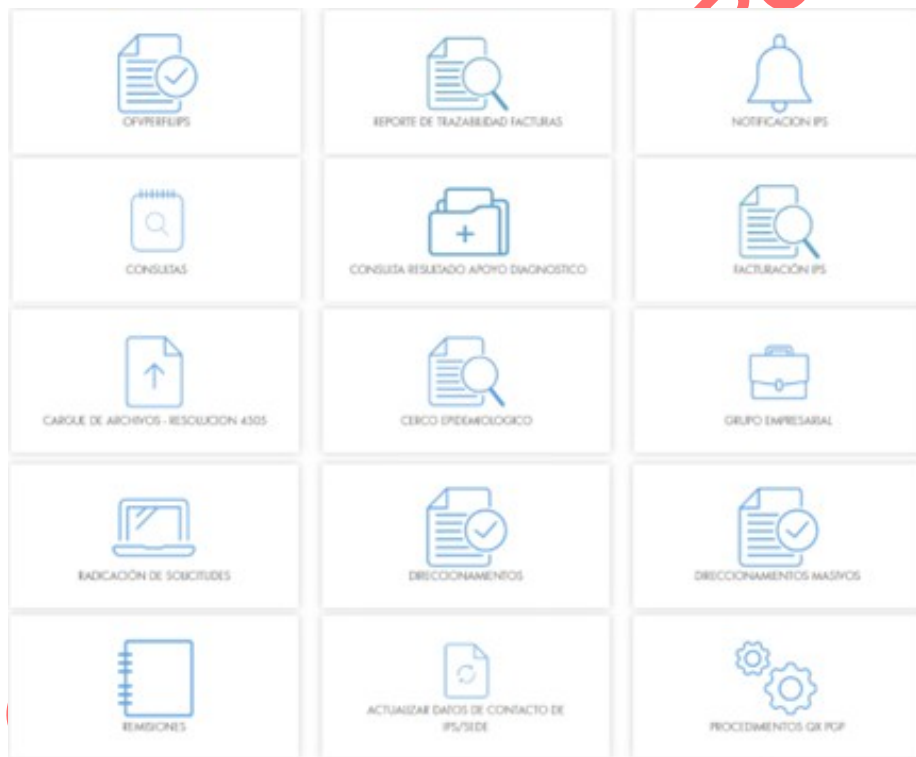 OFVPERFILIPS
REPORTE DE TRAZABILIDAD FACTURAS
NOTIFICACION IPS
CONSULTAS
CONSULTA RESULTADO APOYO DIAGNOSTICO
FACTURACIÓN IPS
CARGUE DE ARCHIVOS - RESOLUCION 4505
CERCO EPIDEMIOLOGICO
GRUPO EMPRESARIAL
RADICACIÓN DE SOLICITUDES
DIRECCIONAMIENTOS
DIRECCIONAMIENTOS MASIVOS
REMISIONES
ACTUALIZAR DATOS DE CONTACTO DE
IPS/SEDE
PROCEDIMIENTOS QX PGP